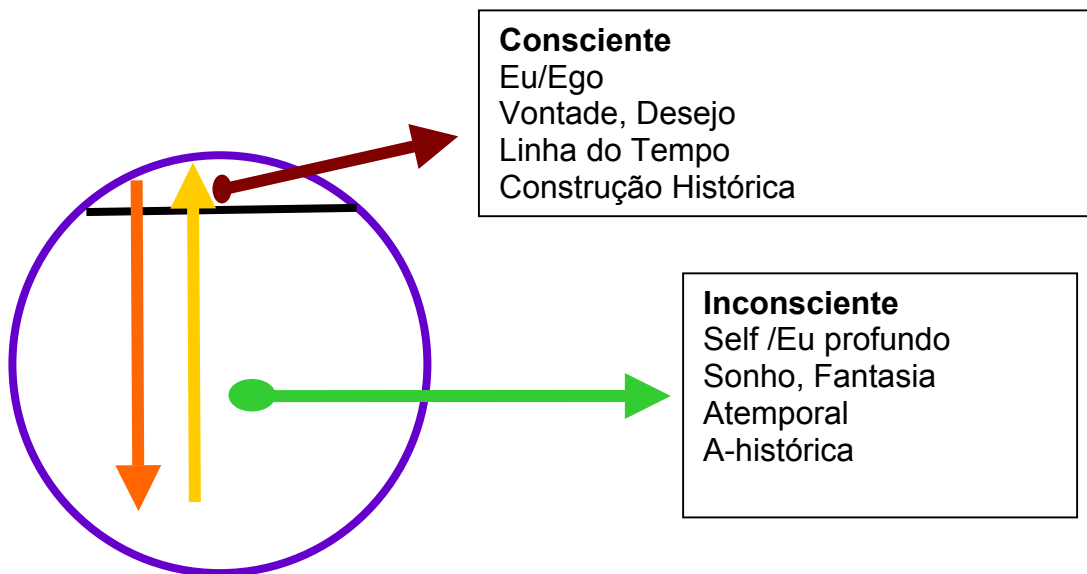 Consciente
Eu/Ego
Vontade, Desejo
Linha do Tempo
Construção Histórica
Inconsciente
Self /Eu profundo
Sonho, Fantasia
Atemporal
A-histórica